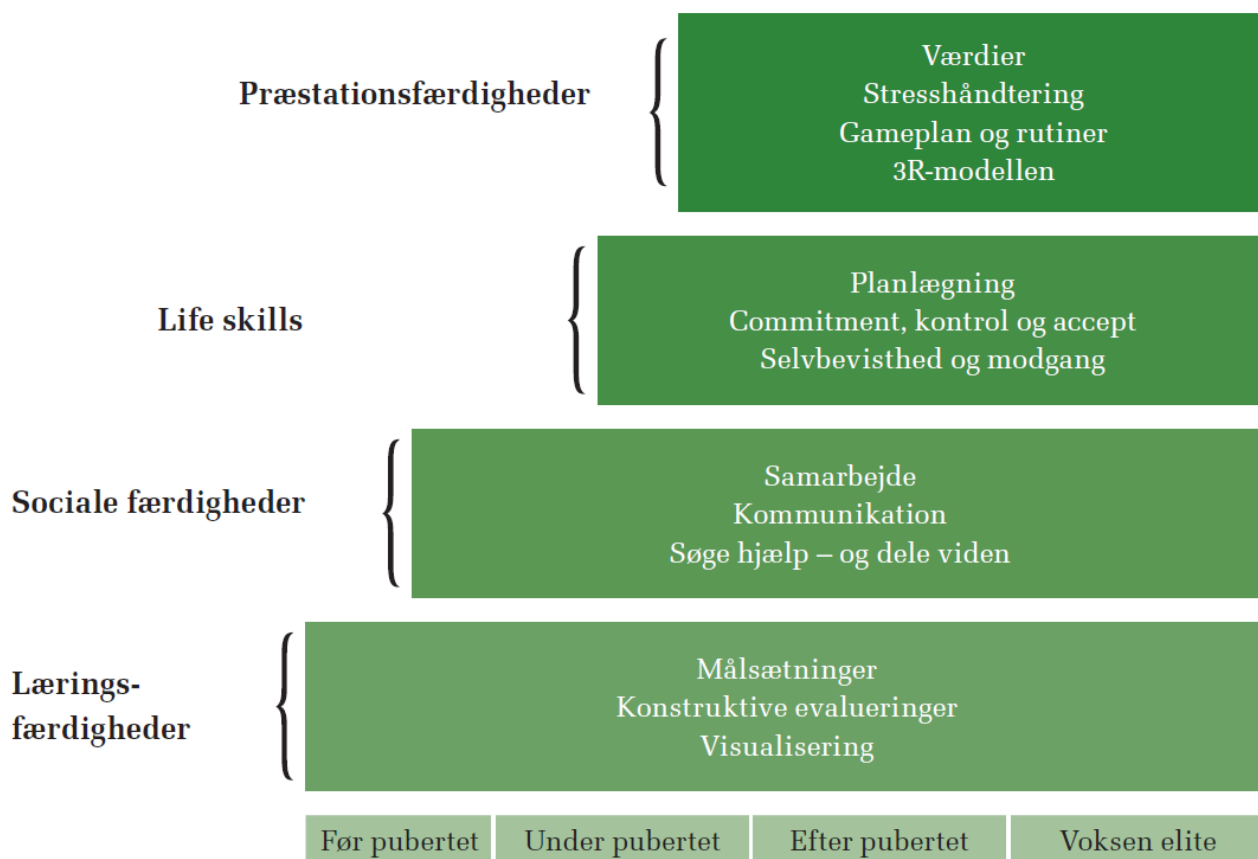 Præstationsfærdigheder
Værdier
Stresshåndtering
Gameplan og rutiner
3R-modellen
Life skills
Planlægning
Commitment, kontrol og accept
Selvbevisthed og modgang
Sociale færdigheder
Samarbejde
Kommunikation
Søge hjælp – og dele viden
Lærings-
færdigheder
Målsætninger
Konstruktive evalueringer
Visualisering
Før pubertet
Under pubertet
Efter pubertet
Voksen elite